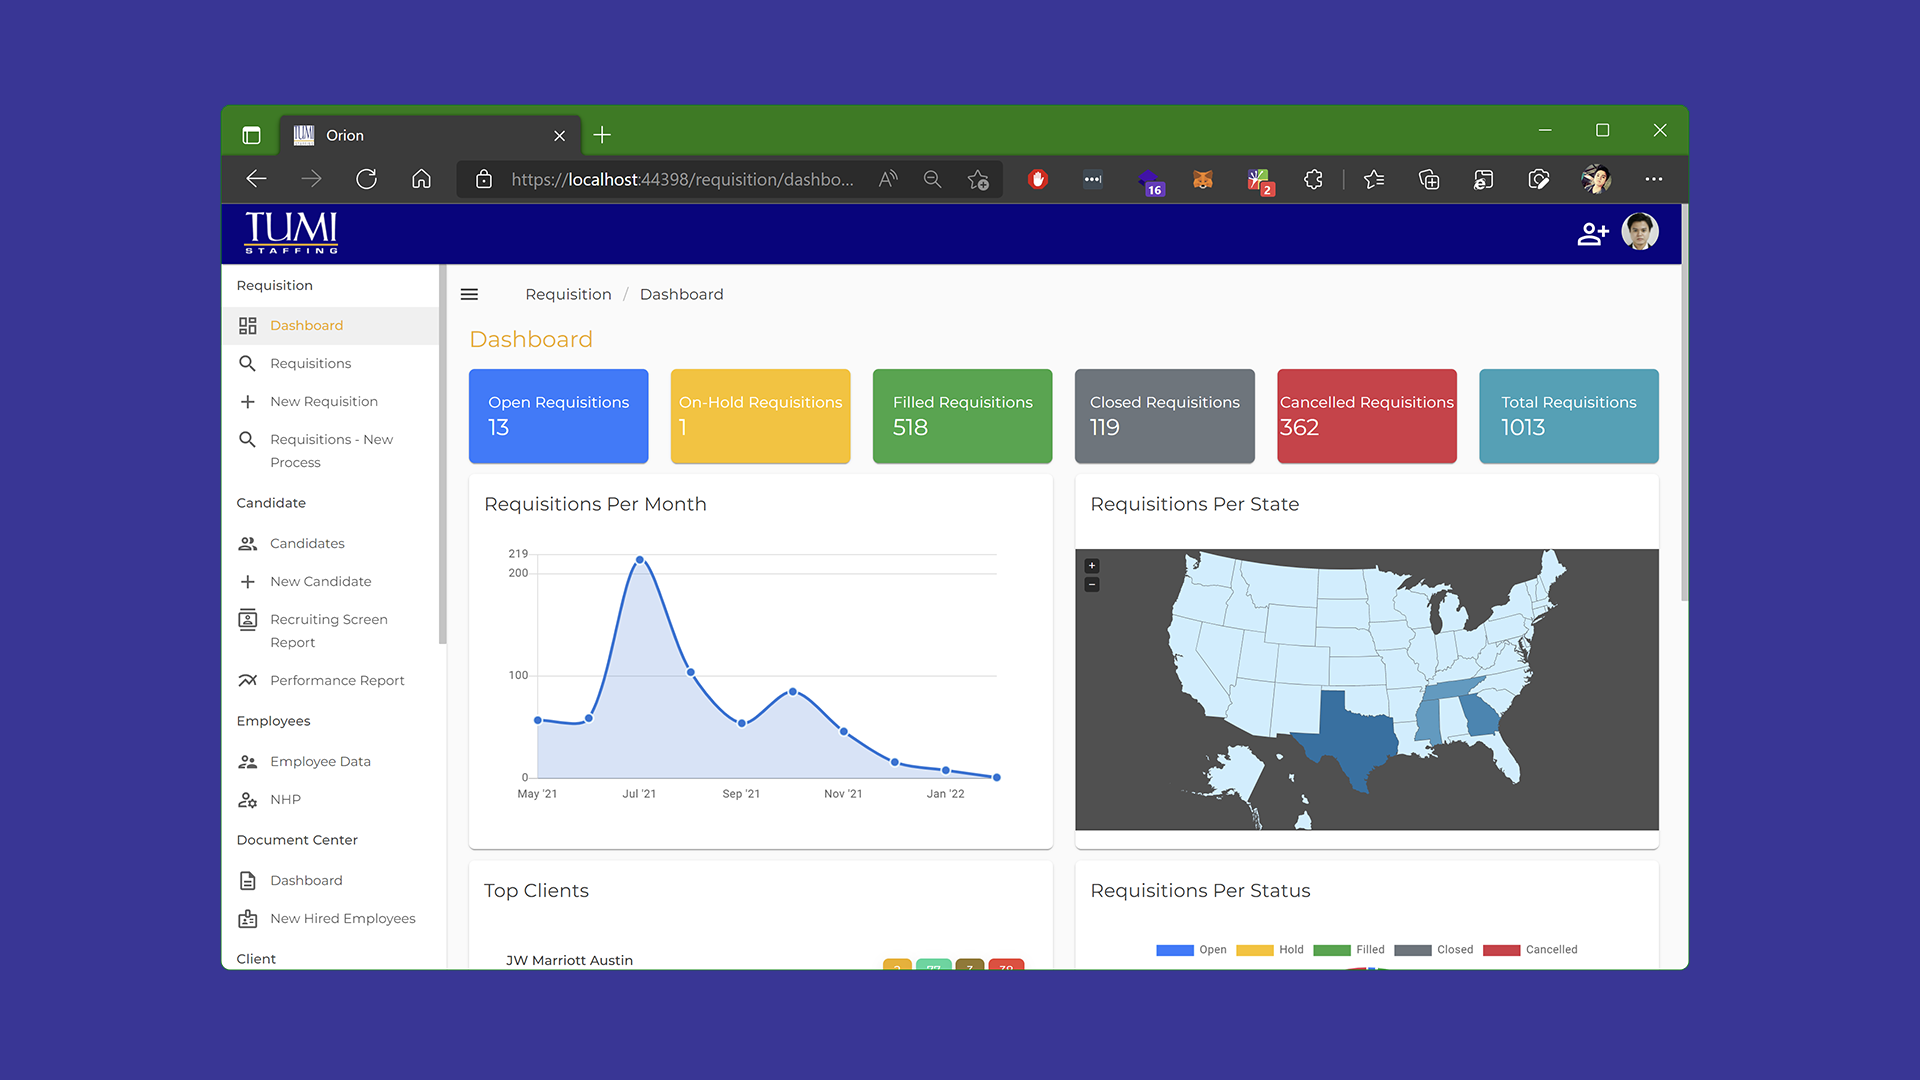 Orion
https://localhost:44398/requisition/dashbo...
16
2
TUMI
STAFFING
Requisition
Dashboard
Requisitions
New Requisition
Requisitions - New
Process
Candidate
Candidates
New Candidate
Recruiting Screen
Report
Performance Report
Employees
Employee Data
NHP
Document Center
Dashboard
New Hired Employees
Client
Requisition / Dashboard
Dashboard
Open Requisitions
13
On-Hold Requisitions
1
Filled Requisitions
518
Closed Requisitions
119
Cancelled Requisitions
362
Total Requisitions
1013
Requisitions Per Month
219
200
100
0
May '21 Jul '21 Sep '21 Nov '21 Jan '22
Requisitions Per State
+
−
Top Clients
JW Marriott Austin
Requisitions Per Status
Open Hold Filled Closed Cancelled